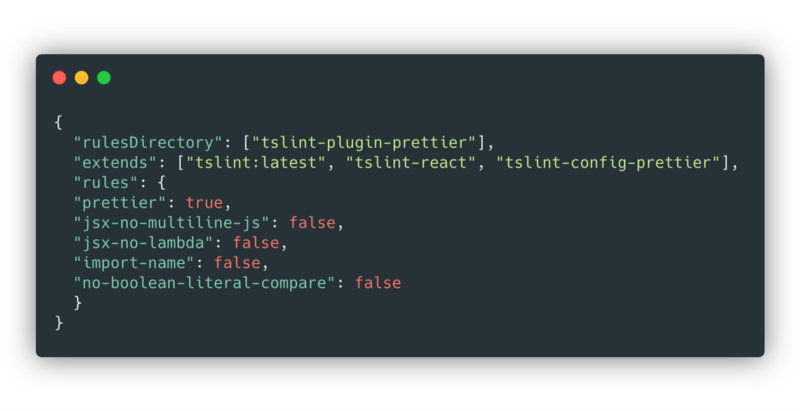 {
  "rulesDirectory": ["tslint-plugin-prettier"],
  "extends": ["tslint:latest", "tslint-react", "tslint-config-prettier"],
  "rules": {
  "prettier": true,
  "jsx-no-multiline-js": false,
  "jsx-no-lambda": false,
  "import-name": false,
  "no-boolean-literal-compare": false
  }
}